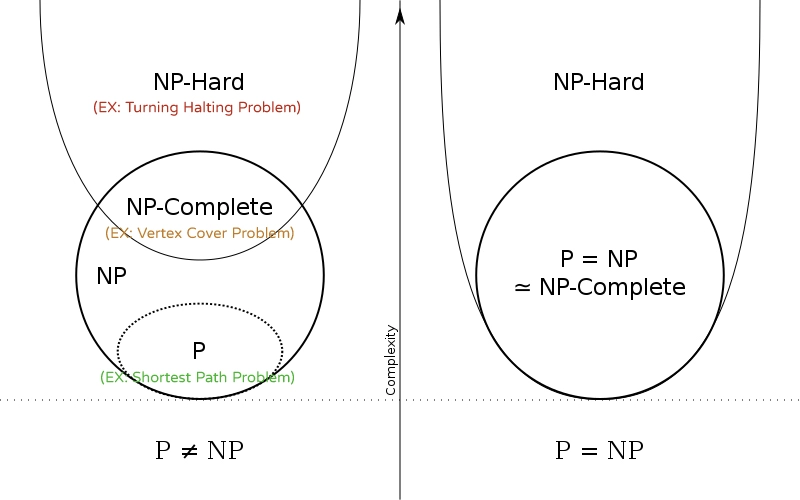 NP-Hard
(EX: Turning Halting Problem)
NP-Complete
(EX: Vertex Cover Problem)
NP
P
(EX: Shortest Path Problem)
P ≠ NP
Complexity
NP-Hard
P = NP
≃ NP-Complete
P = NP